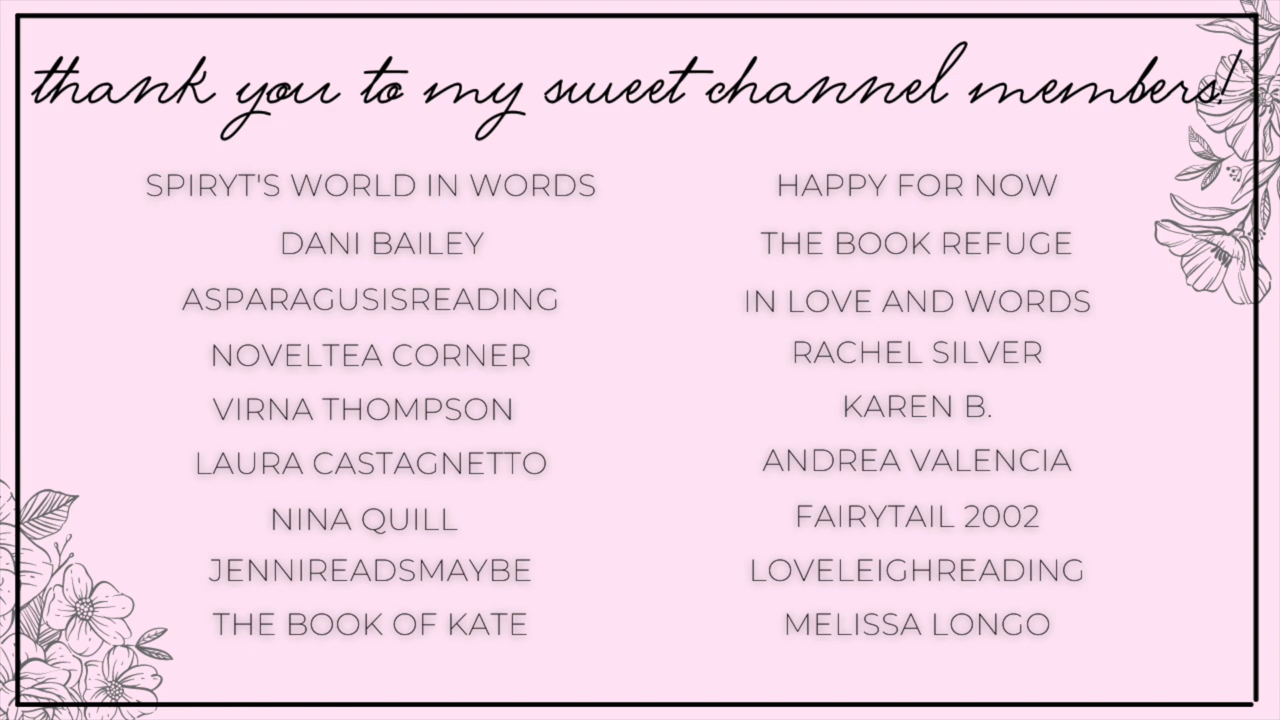 thank you to my sweet channel members!
SPIRYT'S WORLD IN WORDS
DANI BAILEY
ASPARAGUSISREADING
NOVELTEA CORNER
VIRNA THOMPSON
LAURA CASTAGNETTO
NINA QUILL
JENNIREADSMAYBE
THE BOOK OF KATE
HAPPY FOR NOW
THE BOOK REFUGE
IN LOVE AND WORDS
RACHEL SILVER
KAREN B.
ANDREA VALENCIA
FAIRYTAIL 2002
LOVELEIGHREADING
MELISSA LONGO